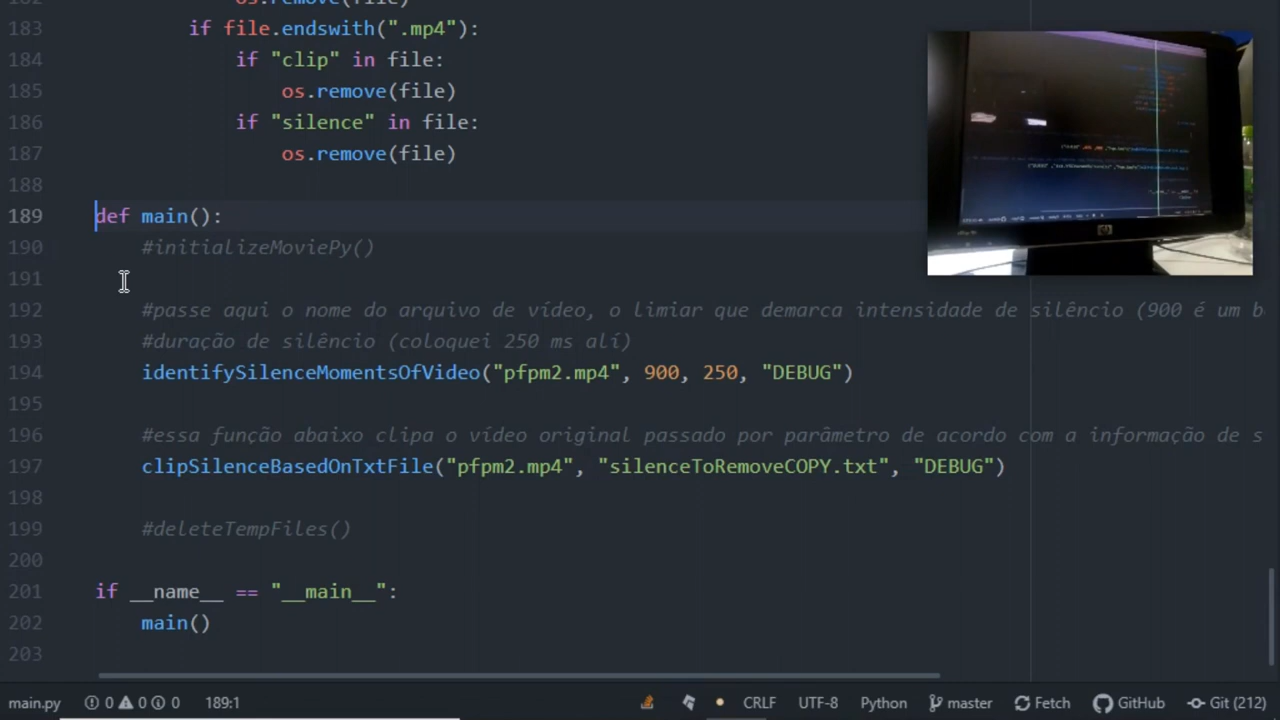 182 os.remove(file)
183 if file.endswith(".mp4"):
184 if "clip" in file:
185 os.remove(file)
186 if "silence" in file:
187 os.remove(file)
188
189 def main():
190 #initializeMoviePy()
191
192 #passe aqui o nome do arquivo de vídeo, o limiar que demarca intensidade de silêncio (900 é um
193 #duração de silêncio (coloquei 250 ms alí)
194 identifySilenceMomentsOfVideo("pfpm2.mp4", 900, 250, "DEBUG")
195
196 #essa função abaixo clipa o vídeo original passado por parâmetro de acordo com a informação de s
197 clipSilenceBasedOnTxtFile("pfpm2.mp4", "silenceToRemoveCOPY.txt", "DEBUG")
198
199 #deleteTempFiles()
200
201 if __name__ == "__main__":
202 main()
203
main.py 0 0 0 189:1 CRLF UTF-8 Python master Fetch GitHub Git (212)